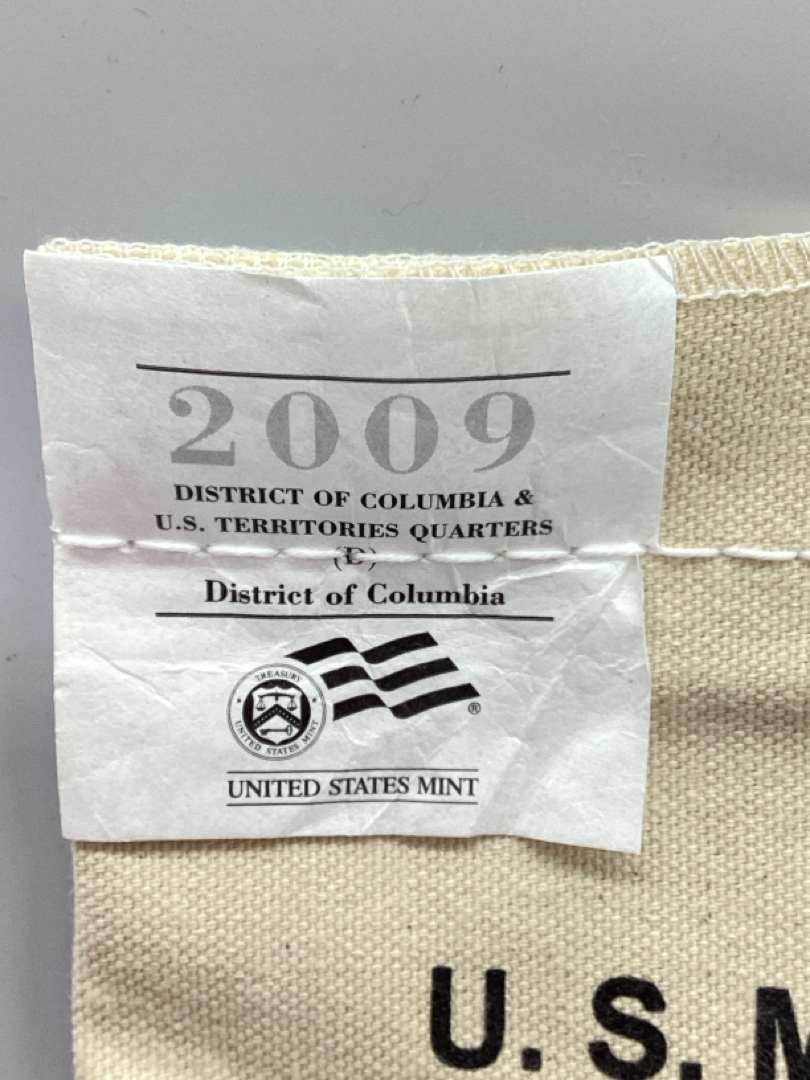 2009
DISTRICT OF COLUMBIA &
U.S. TERRITORIES QUARTERS
(D)
District of Columbia
TREASURY
UNITED STATES MINT
®
UNITED STATES MINT
U.S.M